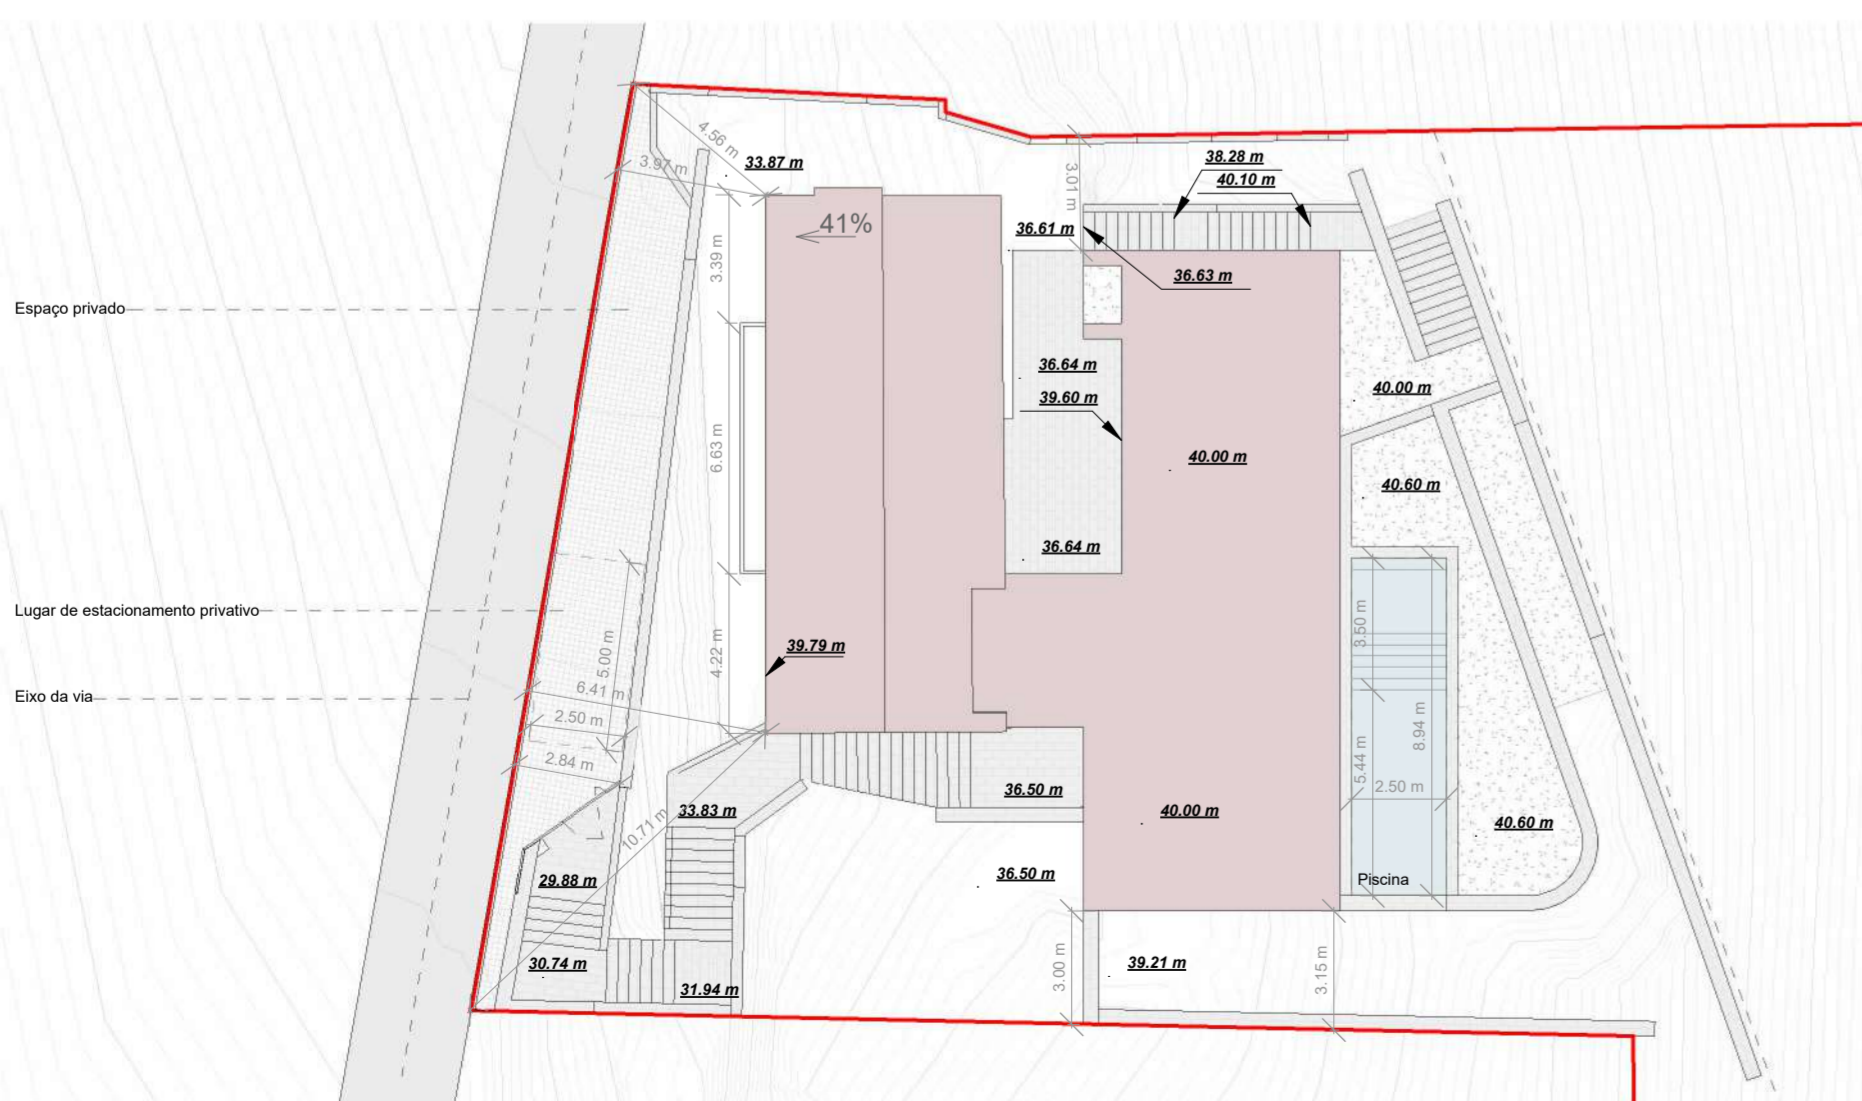 4.56 m
3.97 m
33.87 m
38.28 m
40.10 m
3.01 m
41%
36.61 m
36.63 m
3.39 m
Espaço privado
36.64 m
39.60 m
40.00 m
6.63 m
40.00 m
40.60 m
36.64 m
Lugar de estacionamento privativo
5.00 m
4.22 m
39.79 m
3.50 m
Eixo da via
6.41 m
2.50 m
8.94 m
2.84 m
5.44 m
2.50 m
36.50 m
33.83 m
10.71 m
40.00 m
40.60 m
29.88 m
36.50 m
Piscina
30.74 m
31.94 m
3.00 m
39.21 m
3.15 m